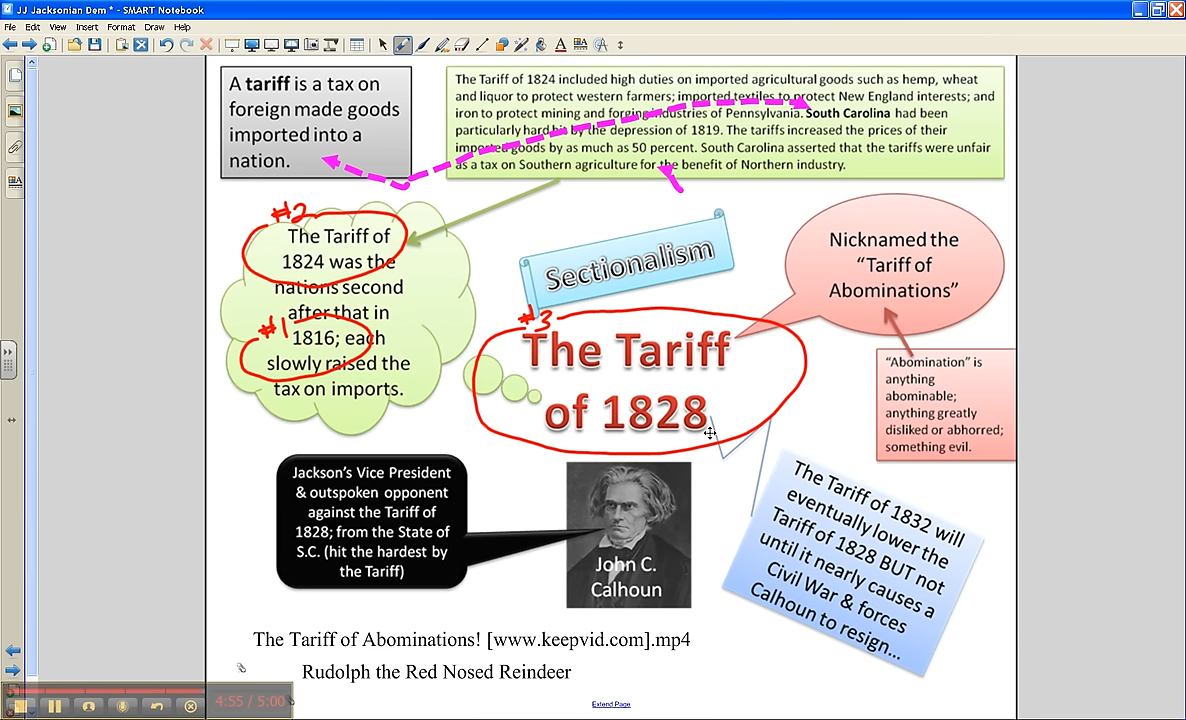 JJ Jacksonian Dem * - SMART Notebook
File Edit View Insert Format Draw Help
A tariff is a tax on
foreign made goods
imported into a
nation.
The Tariff of 1824 included high duties on imported agricultural goods such as hemp, wheat
and liquor to protect western farmers; imported textiles to protect New England interests; and
iron to protect mining and forging industries of Pennsylvania. South Carolina had been
particularly hard hit by the depression of 1819. The tariffs increased the prices of their
imported goods by as much as 50 percent. South Carolina asserted that the tariffs were unfair
as a tax on Southern agriculture for the benefit of Northern industry.
#2
The Tariff of
1824 was the
nations second
after that in
#1
1816; each
slowly raised the
tax on imports.
Sectionalism
Nicknamed the
“Tariff of
Abominations”
#3
The Tariff
of 1828
“Abomination” is
anything
abominable;
anything greatly
disliked or abhorred;
something evil.
Jackson’s Vice President
& outspoken opponent
against the Tariff of
1828; from the State of
S.C. (hit the hardest by
the Tariff)
John C.
Calhoun
The Tariff of 1832 will
eventually lower the
Tariff of 1828 BUT not
until it nearly causes a
Civil War & forces
Calhoun to resign...
The Tariff of Abominations! [www.keepvid.com].mp4
Rudolph the Red Nosed Reindeer
4:55 / 5:00
Extend Page